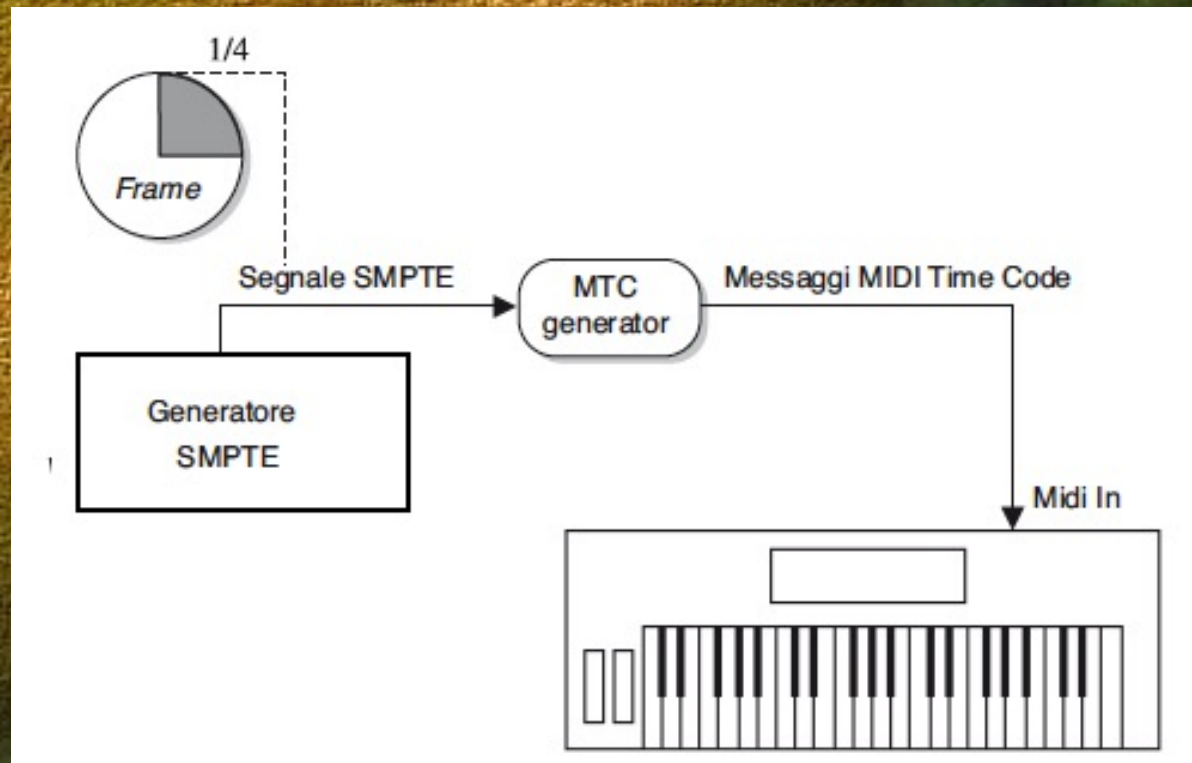 1/4
Frame
Segnale SMPTE
MTC
generator
Messaggi MIDI Time Code
Generatore
SMPTE
Midi In